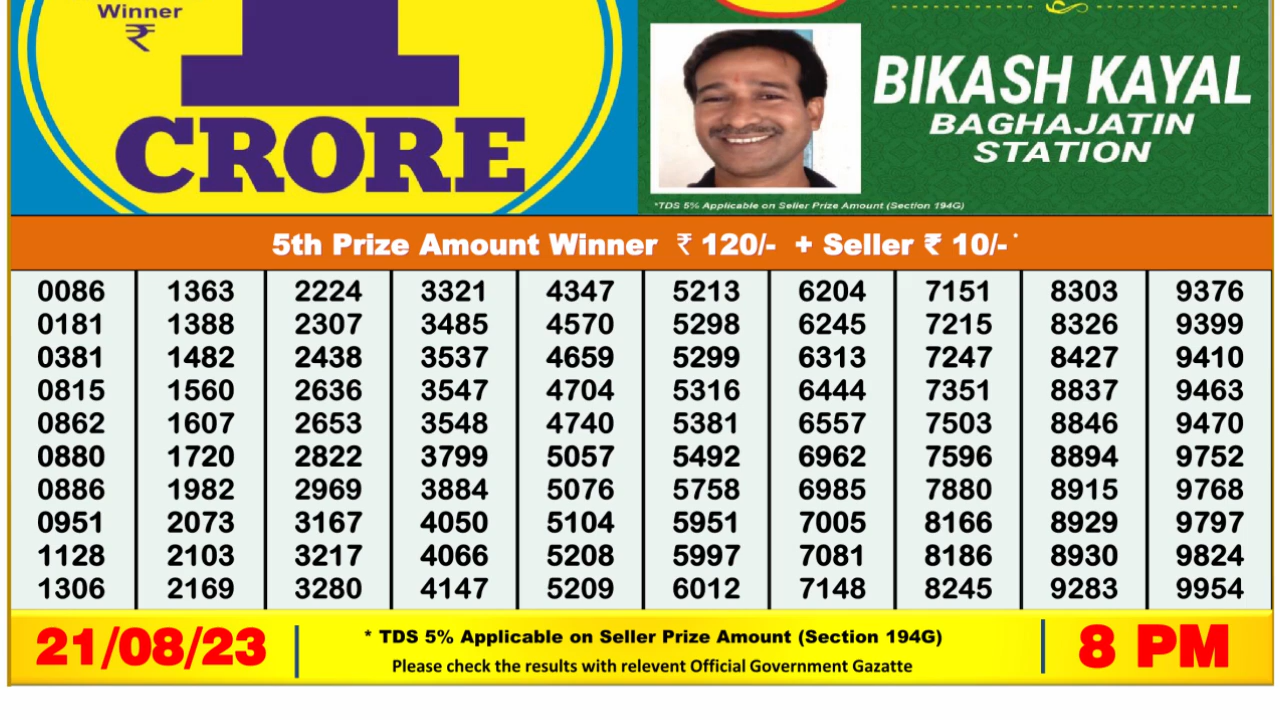 Winner
₹
1
CRORE
BIKASH KAYAL
BAGHAJATIN
STATION
*TDS 5% Applicable on Seller Prize Amount (Section 194G)
5th Prize Amount Winner ₹ 120/- + Seller ₹ 10/- *
0086 1363 2224 3321 4347 5213 6204 7151 8303 9376
0181 1388 2307 3485 4570 5298 6245 7215 8326 9399
0381 1482 2438 3537 4659 5299 6313 7247 8427 9410
0815 1560 2636 3547 4704 5316 6444 7351 8837 9463
0862 1607 2653 3548 4740 5381 6557 7503 8846 9470
0880 1720 2822 3799 5057 5492 6962 7596 8894 9752
0886 1982 2969 3884 5076 5758 6985 7880 8915 9768
0951 2073 3167 4050 5104 5951 7005 8166 8929 9797
1128 2103 3217 4066 5208 5997 7081 8186 8930 9824
1306 2169 3280 4147 5209 6012 7148 8245 9283 9954
21/08/23
* TDS 5% Applicable on Seller Prize Amount (Section 194G)
Please check the results with relevent Official Government Gazatte
8 PM